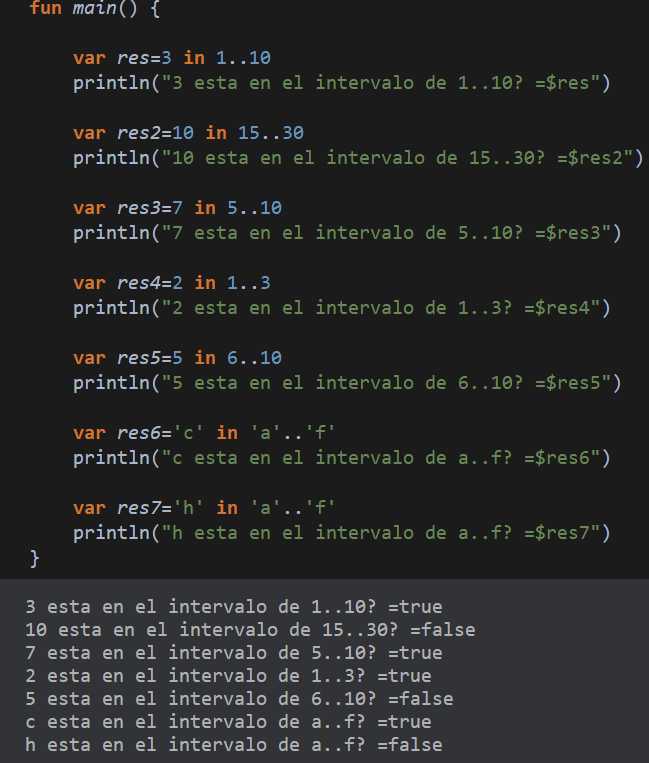 fun main() {
var res=3 in 1..10
println("3 esta en el intervalo de 1..10? =$res")
var res2=10 in 15..30
println("10 esta en el intervalo de 15..30? =$res2")
var res3=7 in 5..10
println("7 esta en el intervalo de 5..10? =$res3")
var res4=2 in 1..3
println("2 esta en el intervalo de 1..3? =$res4")
var res5=5 in 6..10
println("5 esta en el intervalo de 6..10? =$res5")
var res6='c' in 'a'..'f'
println("c esta en el intervalo de a..f? =$res6")
var res7='h' in 'a'..'f'
println("h esta en el intervalo de a..f? =$res7")
}
3 esta en el intervalo de 1..10? =true
10 esta en el intervalo de 15..30? =false
7 esta en el intervalo de 5..10? =true
2 esta en el intervalo de 1..3? =true
5 esta en el intervalo de 6..10? =false
c esta en el intervalo de a..f? =true
h esta en el intervalo de a..f? =false